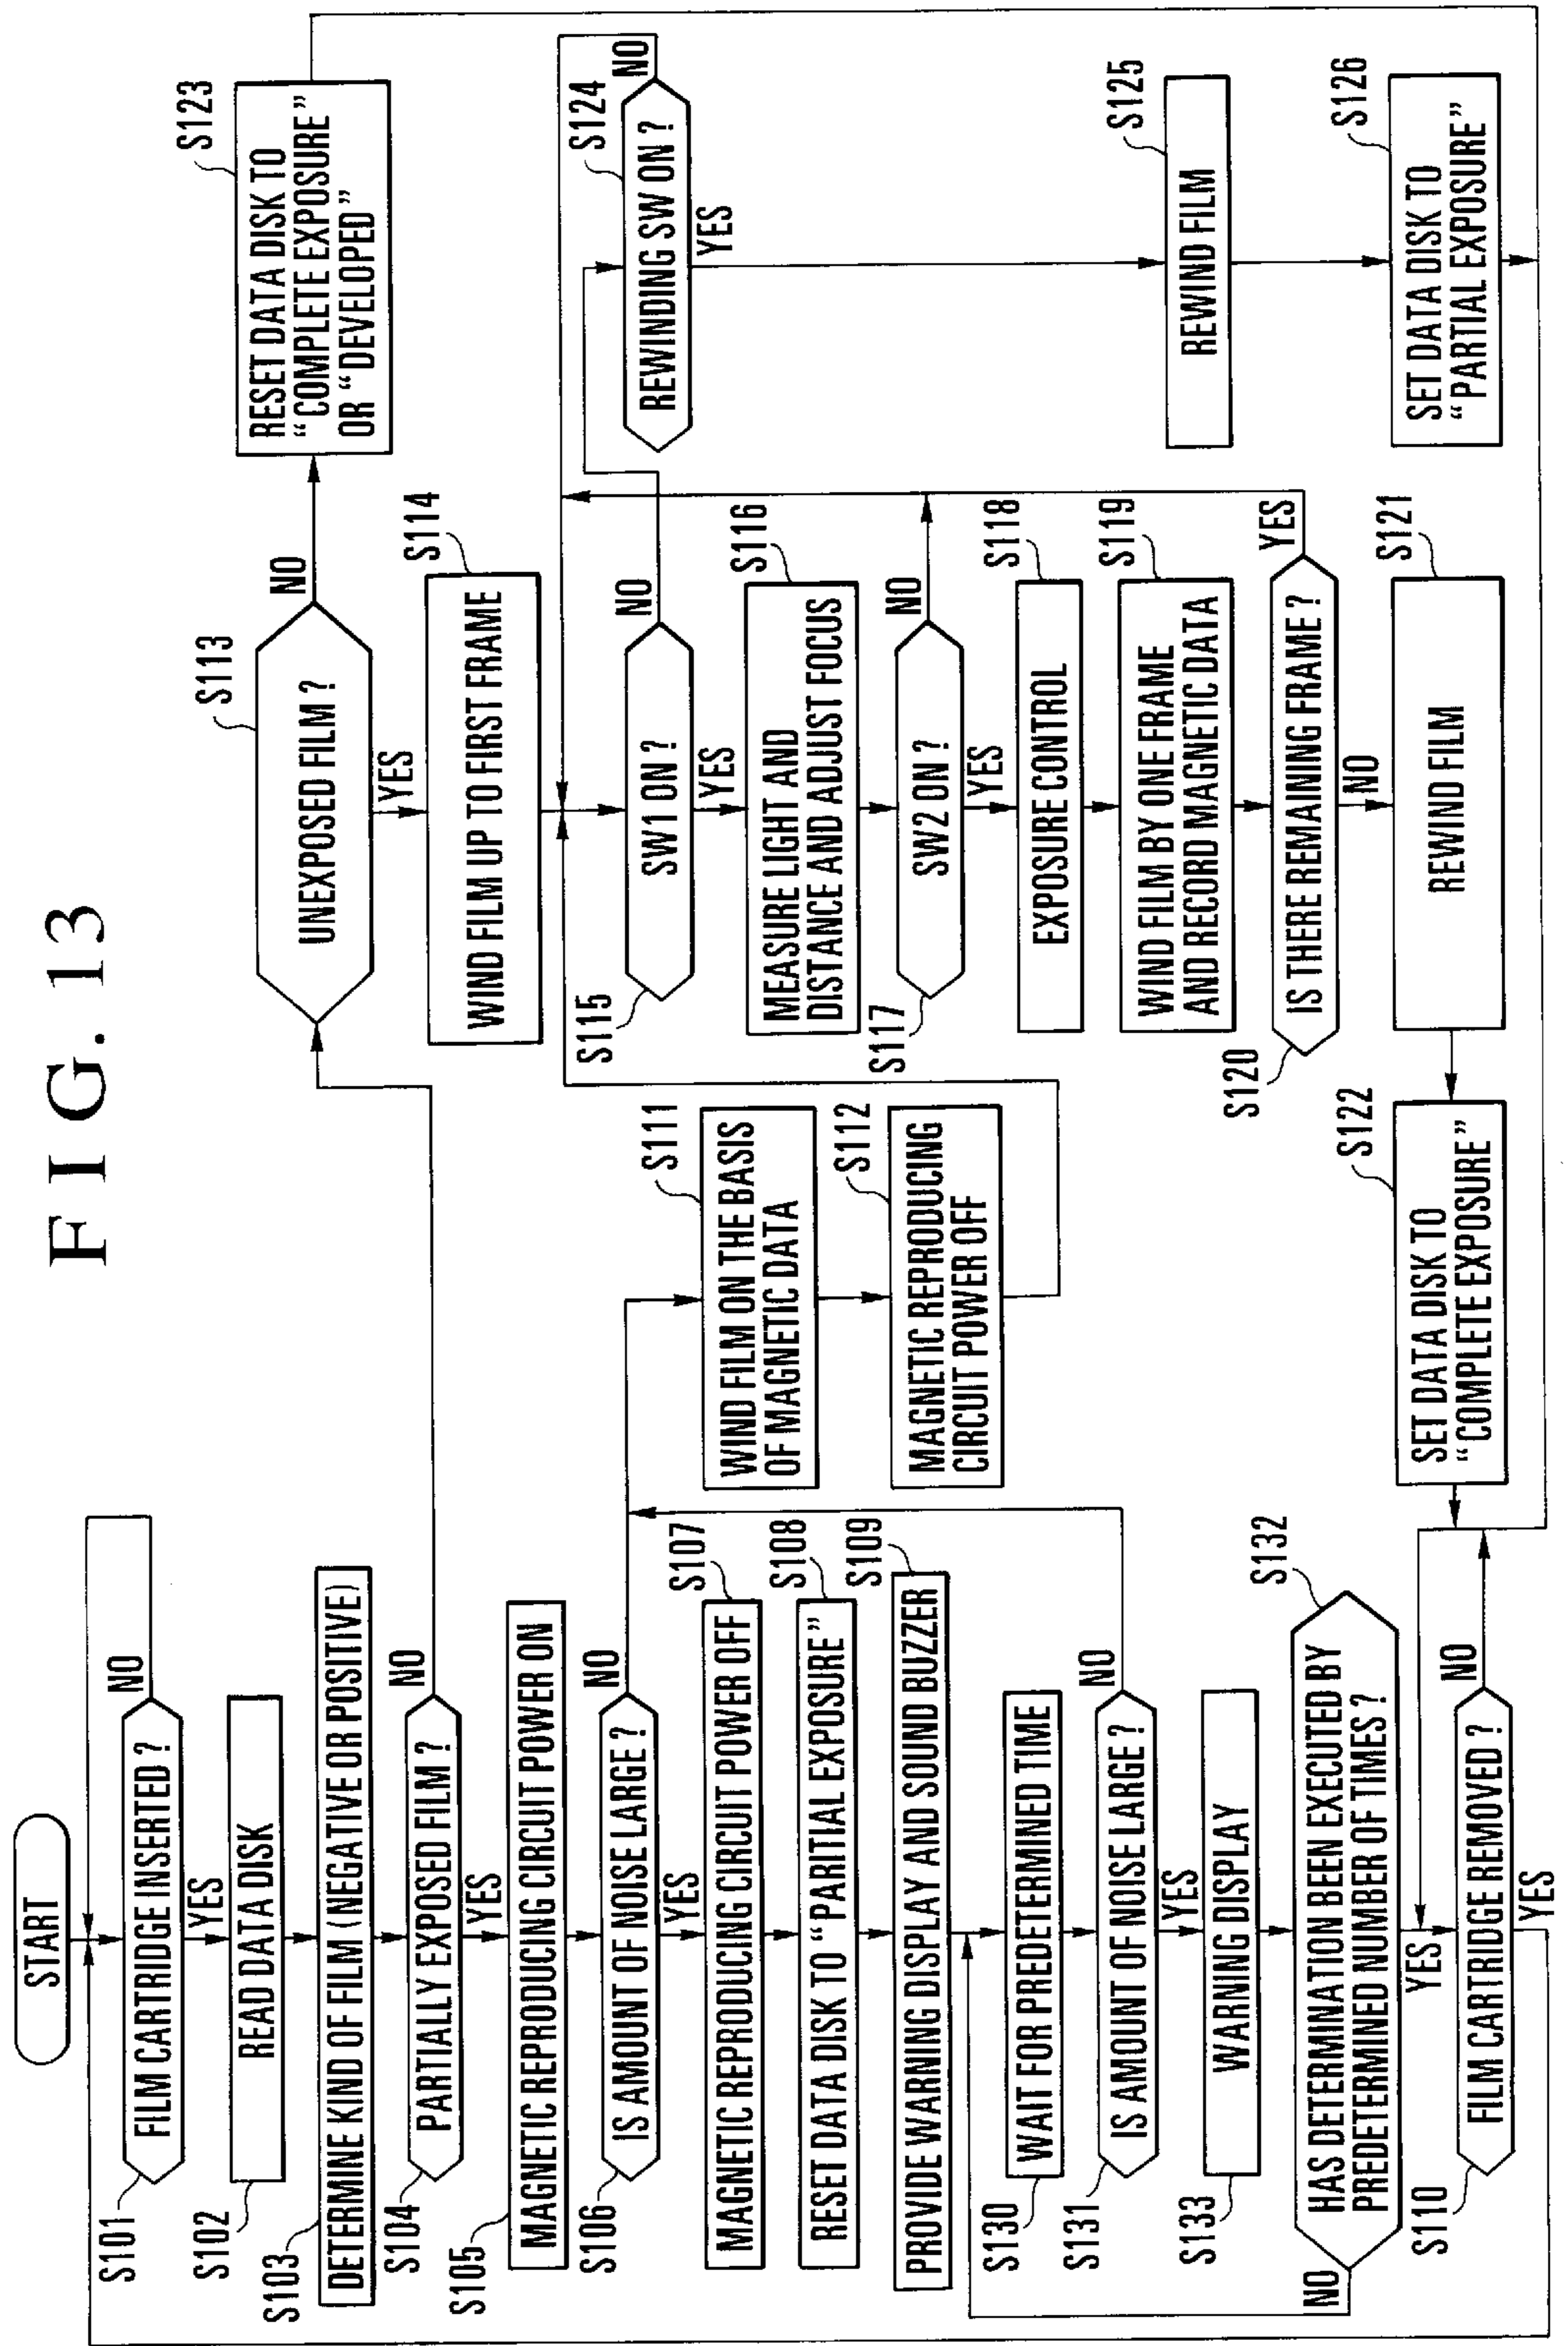 FIG. 13
START
S101
FILM CARTRIDGE INSERTED ?
NO
YES
S102
READ DATA DISK
S103
DETERMINE KIND OF FILM (NEGATIVE OR POSITIVE)
S104
PARTIALLY EXPOSED FILM ?
NO
YES
S105
MAGNETIC REPRODUCING CIRCUIT POWER ON
S106
IS AMOUNT OF NOISE LARGE ?
NO
YES
S107
MAGNETIC REPRODUCING CIRCUIT POWER OFF
S108
RESET DATA DISK TO “PARITIAL EXPOSURE”
S109
PROVIDE WARNING DISPLAY AND SOUND BUZZER
S130
WAIT FOR PREDETERMINED TIME
S131
IS AMOUNT OF NOISE LARGE ?
NO
YES
S133
WARNING DISPLAY
S132
HAS DETERMINATION BEEN EXECUTED BY
PREDETERMINED NUMBER OF TIMES ?
NO
YES
S110
FILM CARTRIDGE REMOVED ?
NO
YES
S111
WIND FILM ON THE BASIS
OF MAGNETIC DATA
S112
MAGNETIC REPRODUCING
CIRCUIT POWER OFF
S113
UNEXPOSED FILM ?
NO
YES
S114
WIND FILM UP TO FIRST FRAME
S115
SW1 ON ?
NO
YES
S116
MEASURE LIGHT AND
DISTANCE AND ADJUST FOCUS
S117
SW2 ON ?
NO
YES
S118
EXPOSURE CONTROL
S119
WIND FILM BY ONE FRAME
AND RECORD MAGNETIC DATA
S120
IS THERE REMAINING FRAME ?
YES
NO
S121
REWIND FILM
S122
SET DATA DISK TO
“COMPLETE EXPOSURE”
S123
RESET DATA DISK TO
“COMPLETE EXPOSURE”
OR “DEVELOPED”
S124
REWINDING SW ON ?
NO
YES
S125
REWIND FILM
S126
SET DATA DISK TO
“PARTIAL EXPOSURE”